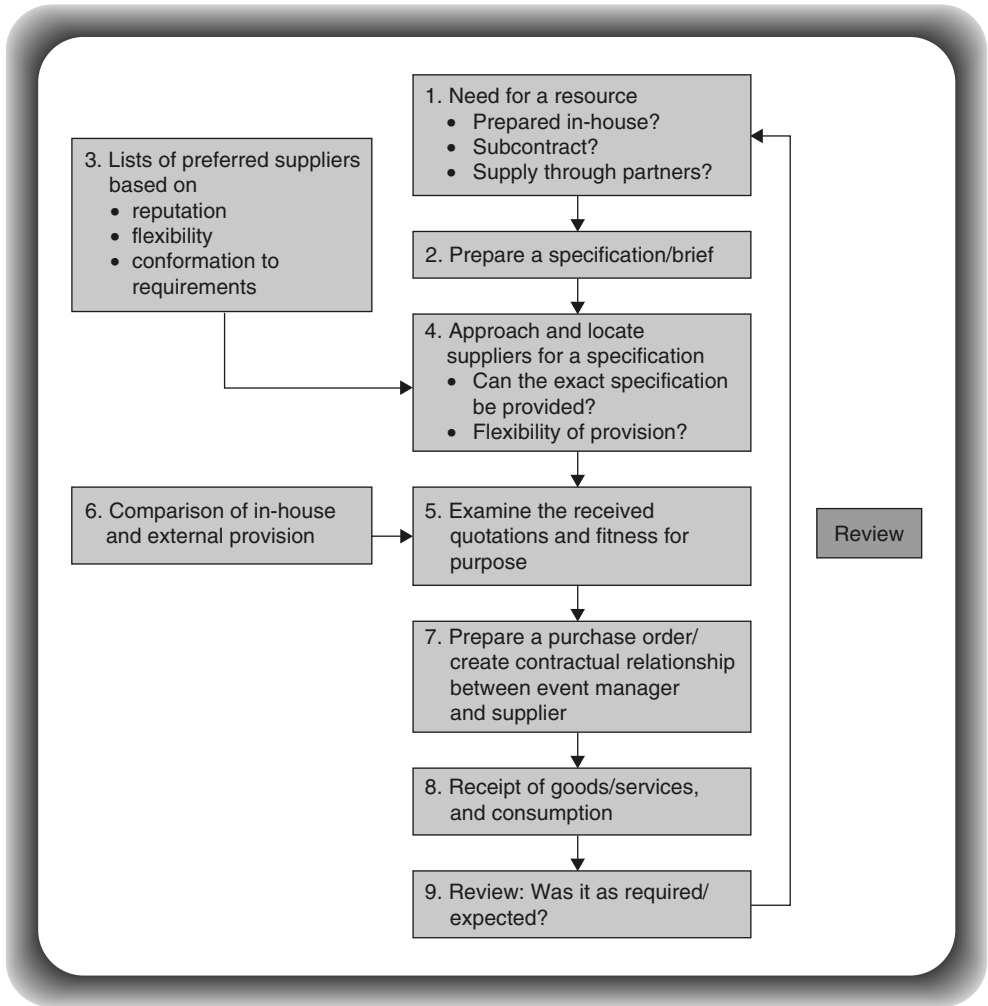 1. Need for a resource
• Prepared in-house?
• Subcontract?
• Supply through partners?
2. Prepare a specification/brief
3. Lists of preferred suppliers
based on
• reputation
• flexibility
• conformation to
requirements
4. Approach and locate
suppliers for a specification
• Can the exact specification
be provided?
• Flexibility of provision?
5. Examine the received
quotations and fitness for
purpose
6. Comparison of in-house
and external provision
7. Prepare a purchase order/
create contractual relationship
between event manager
and supplier
8. Receipt of goods/services,
and consumption
9. Review: Was it as required/
expected?
Review